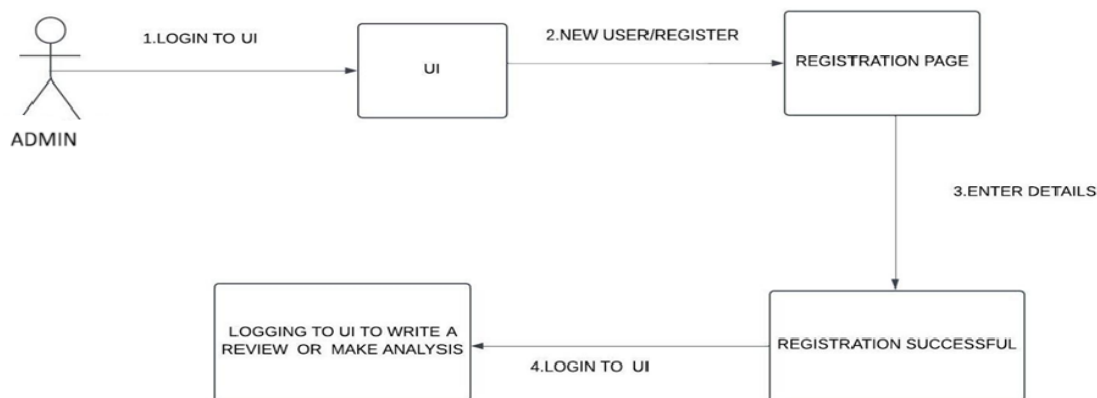 1.LOGIN TO UI
2.NEW USER/REGISTER
UI
REGISTRATION PAGE
ADMIN
3.ENTER DETAILS
LOGGING TO UI TO WRITE A
REVIEW OR MAKE ANALYSIS
REGISTRATION SUCCESSFUL
4.LOGIN TO UI